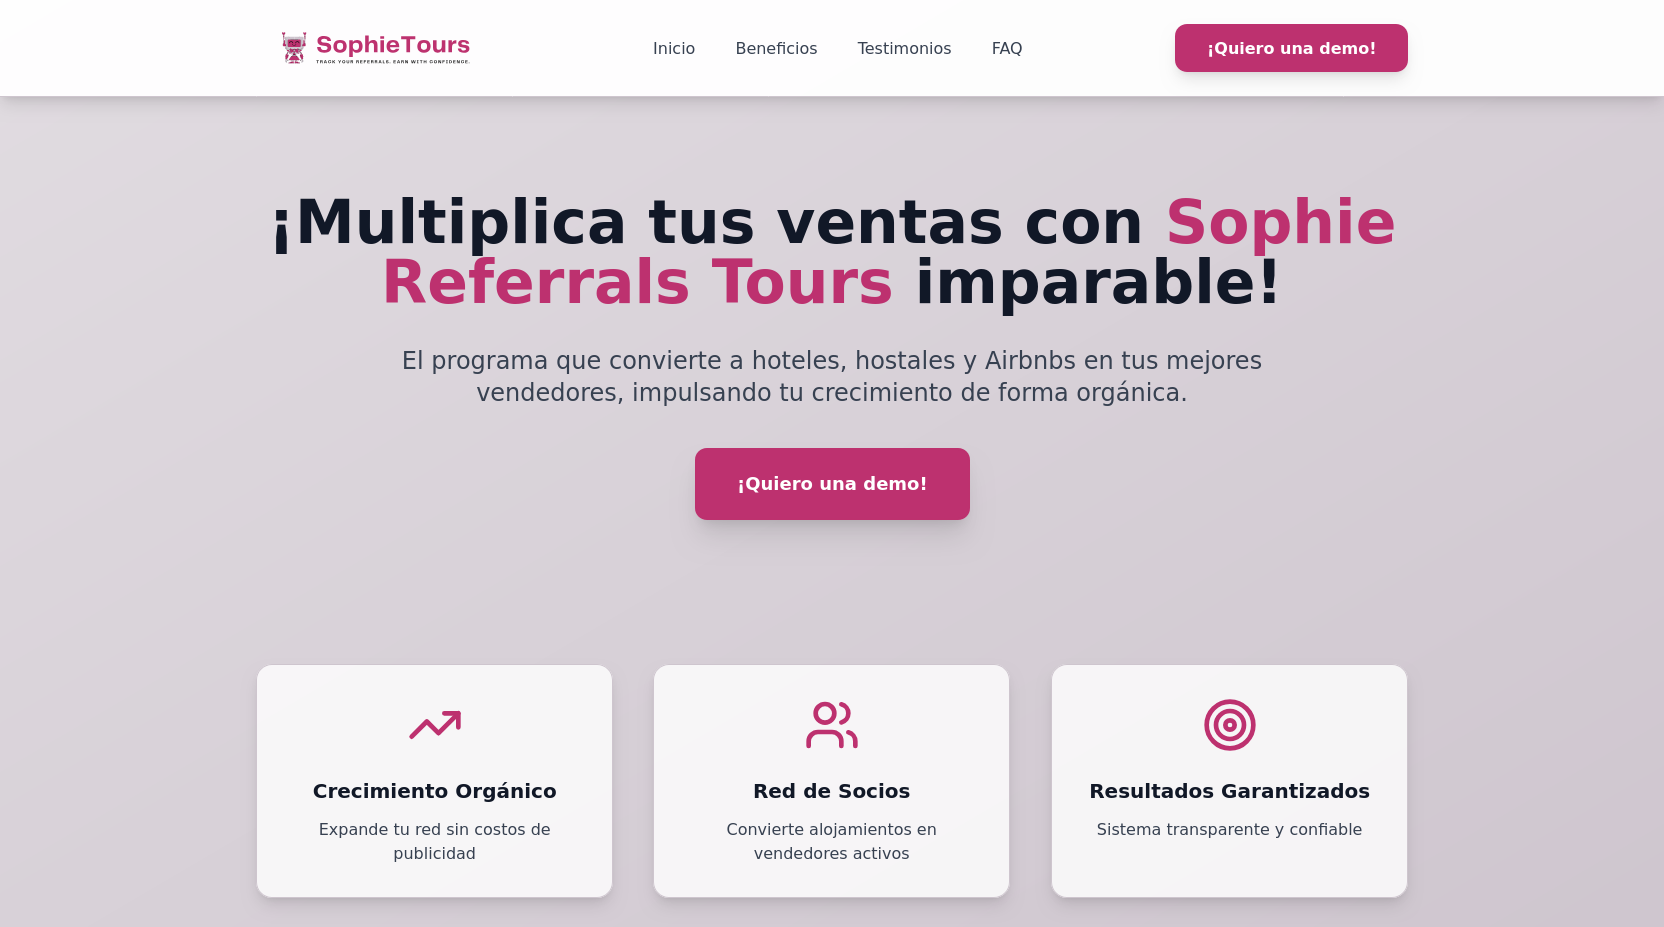 SophieTours
TRACK YOUR REFERRALS. EARN WITH CONFIDENCE.
Inicio
Beneficios
Testimonios
FAQ
¡Quiero una demo!
¡Multiplica tus ventas con Sophie
Referrals Tours imparable!
El programa que convierte a hoteles, hostales y Airbnbs en tus mejores
vendedores, impulsando tu crecimiento de forma orgánica.
¡Quiero una demo!
Crecimiento Orgánico
Expande tu red sin costos de
publicidad
Red de Socios
Convierte alojamientos en
vendedores activos
Resultados Garantizados
Sistema transparente y confiable